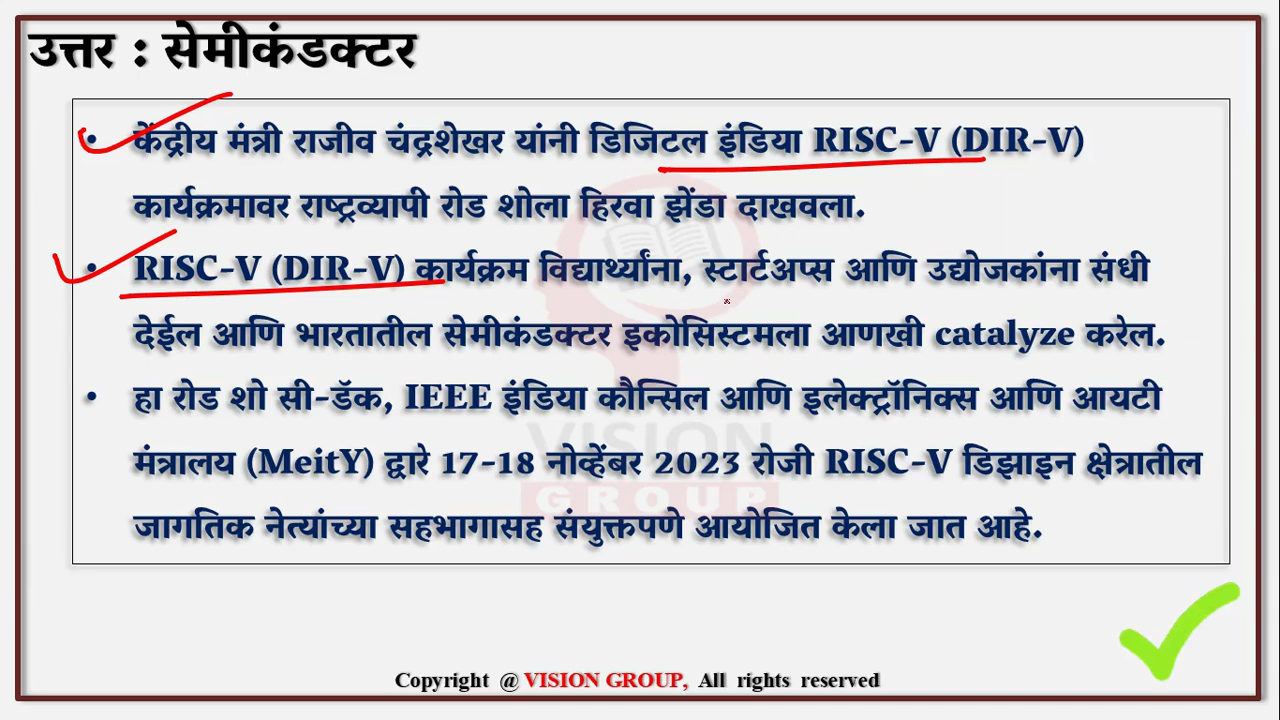 उत्तर : सेमीकंडक्टर
• केंद्रीय मंत्री राजीव चंद्रशेखर यांनी डिजिटल इंडिया RISC-V (DIR-V)
कार्यक्रमावर राष्ट्रव्यापी रोड शोला हिरवा झेंडा दाखवला.
• RISC-V (DIR-V) कार्यक्रम विद्यार्थ्यांना, स्टार्टअप्स आणि उद्योजकांना संधी
देईल आणि भारतातील सेमीकंडक्टर इकोसिस्टमला आणखी catalyze करेल.
• हा रोड शो सी-डॅक, IEEE इंडिया कौन्सिल आणि इलेक्ट्रॉनिक्स आणि आयटी
मंत्रालय (MeitY) द्वारे 17-18 नोव्हेंबर 2023 रोजी RISC-V डिझाइन क्षेत्रातील
जागतिक नेत्यांच्या सहभागासह संयुक्तपणे आयोजित केला जात आहे.
VISION
GROUP
Copyright @ VISION GROUP, All rights reserved